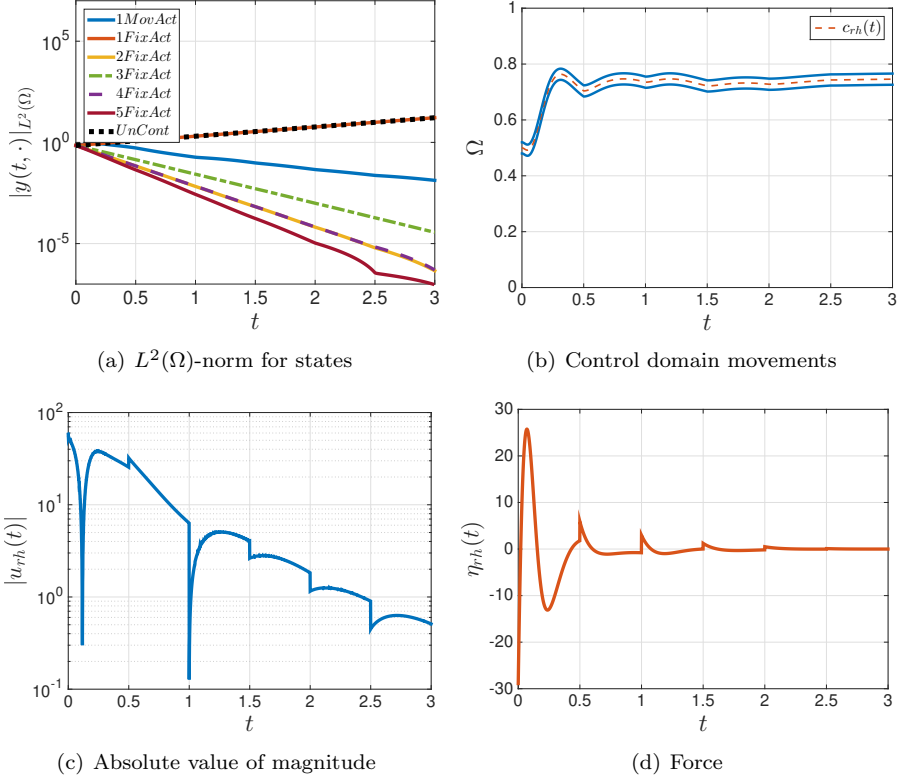 10^7
10^0
10^-5
|y(t, ·)|_{L^2(Ω)}
1MovAct
1FixAct
2FixAct
3FixAct
4FixAct
5FixAct
UnCont
0 0.5 1 1.5 2 2.5 3
t
(a) L^2(Ω)-norm for states
1
0.8
0.6
0.4
0.2
0
Ω
c_{rh}(t)
0 0.5 1 1.5 2 2.5 3
t
(b) Control domain movements
10^2
10^1
10^0
10^-1
|u_{rh}(t)|
0 0.5 1 1.5 2 2.5 3
t
(c) Absolute value of magnitude
30
20
10
0
-10
-20
-30
η_{rh}(t)
0 0.5 1 1.5 2 2.5 3
t
(d) Force